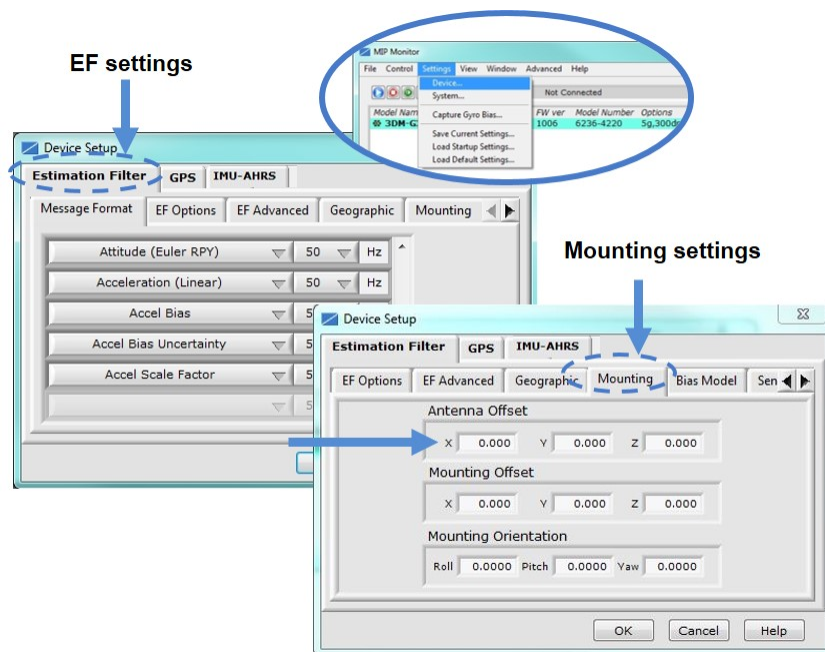 EF settings
MIP Monitor
File Control Settings View Window Advanced Help
Device...
System...
Capture Gyro Bias...
Save Current Settings...
Load Startup Settings...
Load Default Settings...
Not Connected
FW ver Model Number Options
1006 6236-4220
Device Setup
Estimation Filter GPS IMU-AHRS
Message Format EF Options EF Advanced Geographic Mounting
Attitude (Euler RPY) 50 Hz
Acceleration (Linear) 50 Hz
Accel Bias
Accel Bias Uncertainty
Accel Scale Factor
Mounting settings
Device Setup
Estimation Filter GPS IMU-AHRS
EF Options EF Advanced Geographic Mounting Bias Model
Antenna Offset
X 0.000 Y 0.000 Z 0.000
Mounting Offset
X 0.000 Y 0.000 Z 0.000
Mounting Orientation
Roll 0.0000 Pitch 0.0000 Yaw 0.0000
OK Cancel Help